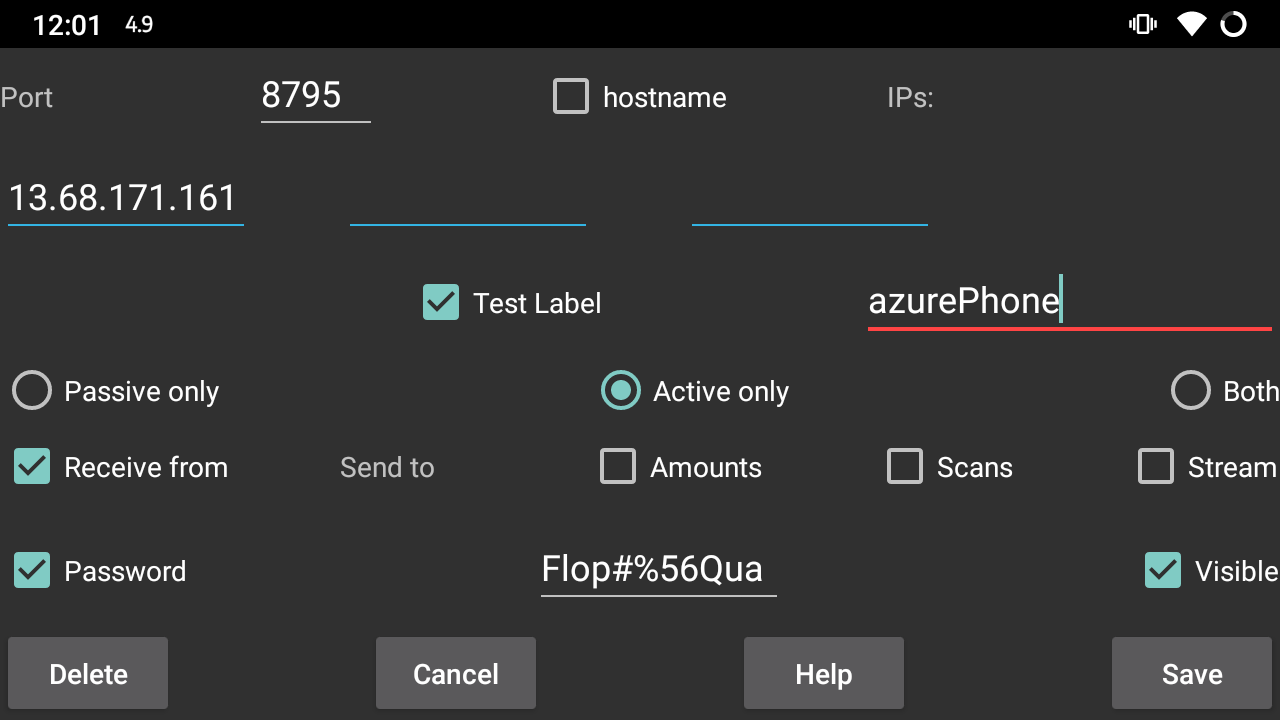 12:01 4.9
Port 8795 hostname IPs:
13.68.171.161
Test Label azurePhone
Passive only Active only Both
Receive from Send to Amounts Scans Stream
Password Flop#%56Qua Visible
Delete Cancel Help Save